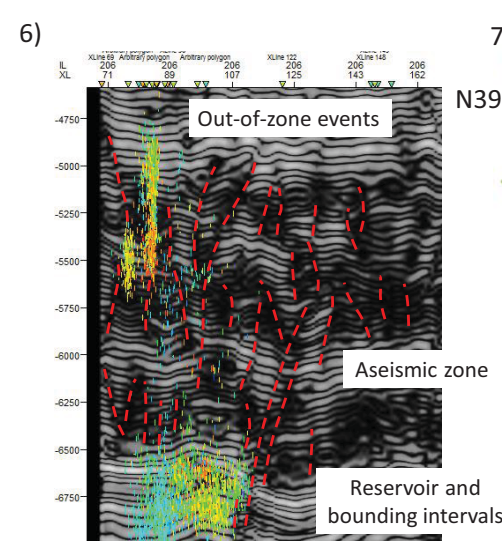 6)
7
Arbitrary polygon
XLine 69
Arbitrary polygon
XLine 122
XLine 148
IL 206 206 206 206 206 206
XL 71 89 107 125 143 162
N39
Out-of-zone events
-4750
-5000
-5250
-5500
-5750
-6000
Aseismic zone
-6250
-6500
-6750
Reservoir and
bounding intervals